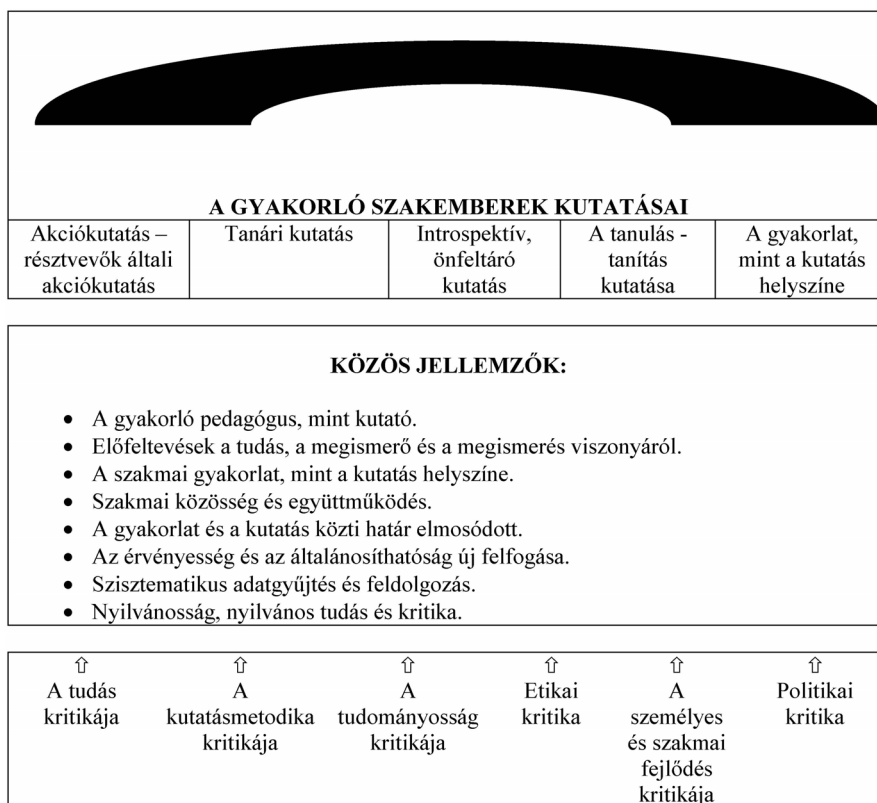 A GYAKORLÓ SZAKEMBEREK KUTATÁSAI
Akciókutatás –
résztvevők általi
akciókutatás
Tanári kutatás
Introspektív,
önfeltáró
kutatás
A tanulás -
tanítás
kutatása
A gyakorlat,
mint a kutatás
helyszíne
KÖZÖS JELLEMZŐK:
• A gyakorló pedagógus, mint kutató.
• Előfeltevések a tudás, a megismerő és a megismerés viszonyáról.
• A szakmai gyakorlat, mint a kutatás helyszíne.
• Szakmai közösség és együttműködés.
• A gyakorlat és a kutatás közti határ elmosódott.
• Az érvényesség és az általánosíthatóság új felfogása.
• Szisztematikus adatgyűjtés és feldolgozás.
• Nyilvánosság, nyilvános tudás és kritika.
⇧ ⇧ ⇧ ⇧ ⇧ ⇧
A tudás
kritikája
A
kutatásmetodika
kritikája
A
tudományosság
kritikája
Etikai
kritika
A
személyes
és szakmai
fejlődés
kritikája
Politikai
kritika